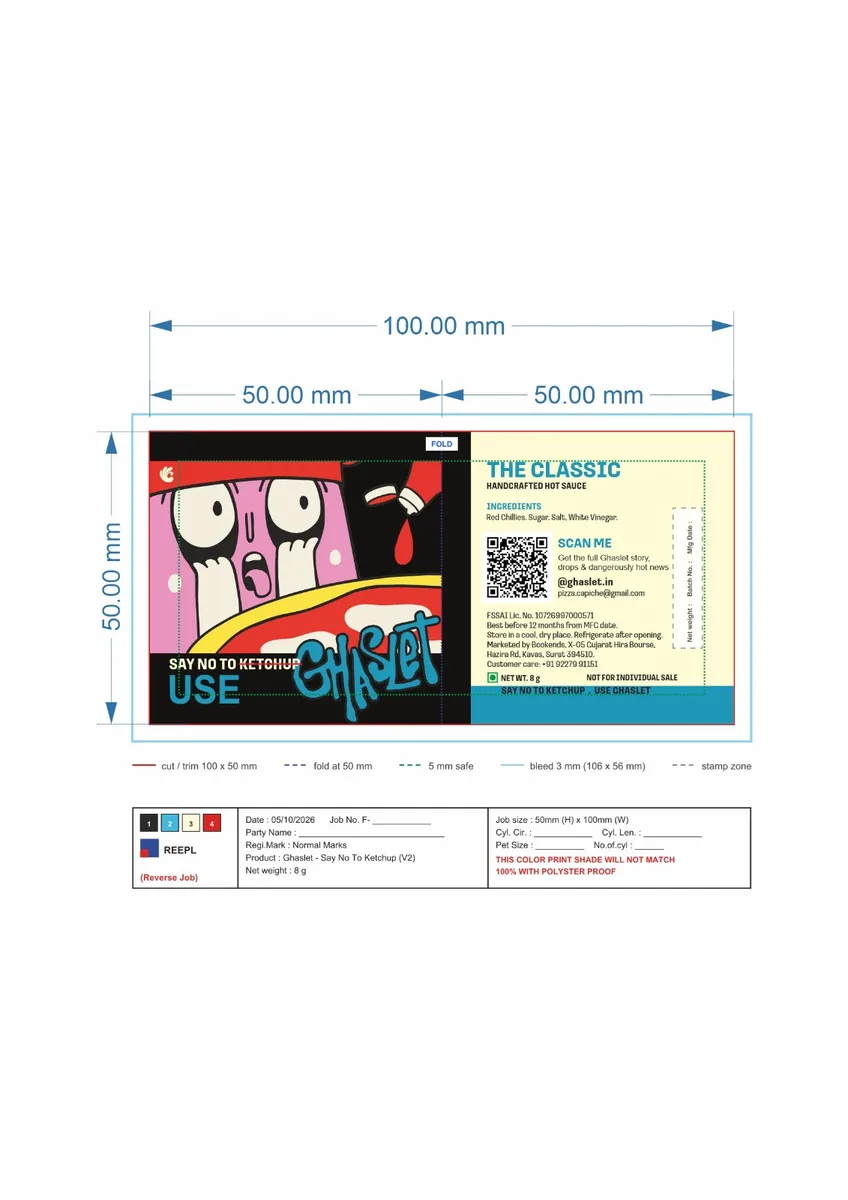 100.00 mm
50.00 mm
50.00 mm
50.00 mm
FOLD
SAY NO TO KETCHUP
USE
GHASLET
THE CLASSIC
HANDCRAFTED HOT SAUCE
INGREDIENTS
Red Chillies. Sugar. Salt, White Vinegar.
SCAN ME
Get the full Ghaslet story,
drops & dangerously hot news
@ghaslet.in
pizza.capiche@gmail.com
Net weight : Batch No. : Mfg Date :
FSSAI Lic. No. 10726997000571
Best before 12 months from MFC date.
Store in a cool, dry place. Refrigerate after opening.
Marketed by Bookends, X-05 Gujarat Hira Bourse,
Hazira Rd, Kavas, Surat 394510.
Customer care: +91 92279 91151
NET WT. 8 g NOT FOR INDIVIDUAL SALE
SAY NO TO KETCHUP . USE GHASLET
cut / trim 100 x 50 mm fold at 50 mm 5 mm safe bleed 3 mm (106 x 56 mm) stamp zone
1 2 3 4
REEPL
(Reverse Job)
Date : 05/10/2026 Job No. F- ____________
Party Name : ______________________________
Regi.Mark : Normal Marks
Product : Ghaslet - Say No To Ketchup (V2)
Net weight : 8 g
Job size : 50mm (H) x 100mm (W)
Cyl. Cir. : ____________ Cyl. Len. : ____________
Pet Size : __________ No.of.cyl : ______
THIS COLOR PRINT SHADE WILL NOT MATCH
100% WITH POLYSTER PROOF